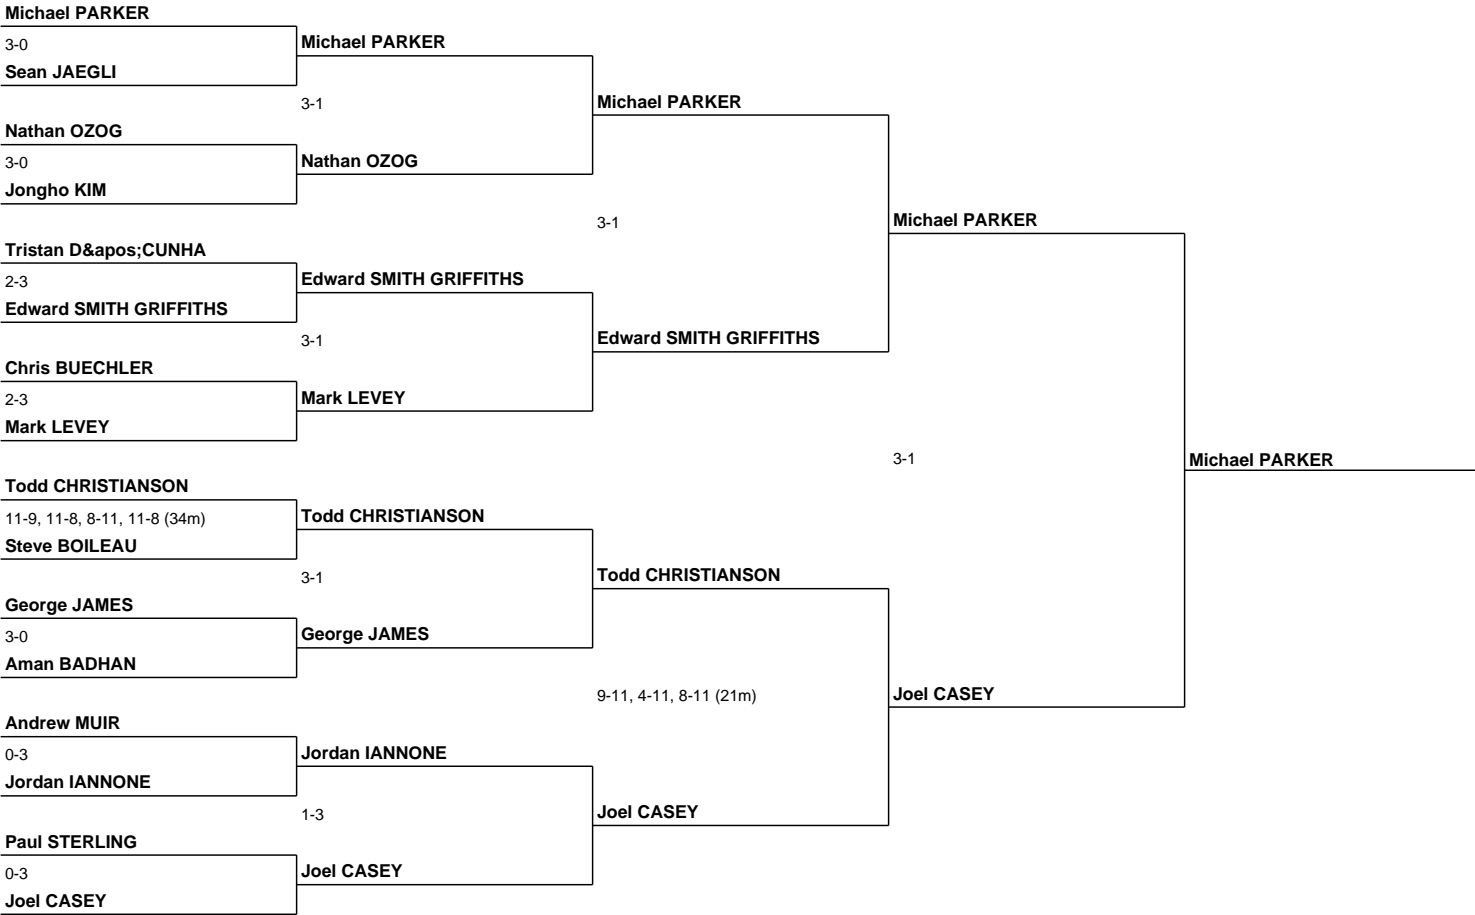 Michael PARKER
3-0
Sean JAEGLI
Nathan OZOG
3-0
Jongho KIM
Tristan D&apos;CUNHA
2-3
Edward SMITH GRIFFITHS
Chris BUECHLER
2-3
Mark LEVEY
Todd CHRISTIANSON
11-9, 11-8, 8-11, 11-8 (34m)
Steve BOILEAU
George JAMES
3-0
Aman BADHAN
Andrew MUIR
0-3
Jordan IANNONE
Paul STERLING
0-3
Joel CASEY
Michael PARKER
3-1
Nathan OZOG
Edward SMITH GRIFFITHS
3-1
Mark LEVEY
Todd CHRISTIANSON
3-1
George JAMES
Jordan IANNONE
1-3
Joel CASEY
Michael PARKER
3-1
Edward SMITH GRIFFITHS
Todd CHRISTIANSON
9-11, 4-11, 8-11 (21m)
Joel CASEY
Michael PARKER
3-1
Joel CASEY
Michael PARKER